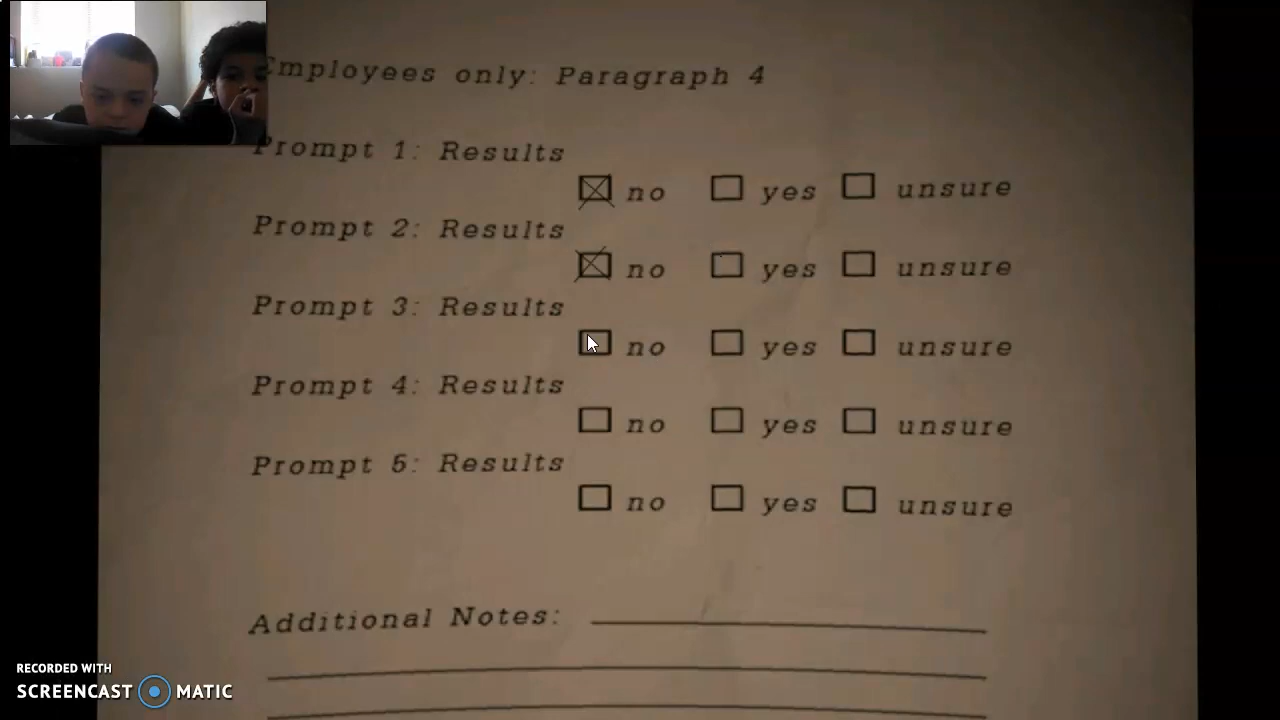 Employees only: Paragraph 4
Prompt 1: Results
no yes unsure
Prompt 2: Results
no yes unsure
Prompt 3: Results
no yes unsure
Prompt 4: Results
no yes unsure
Prompt 5: Results
no yes unsure
Additional Notes:
RECORDED WITH
SCREENCAST MATIC